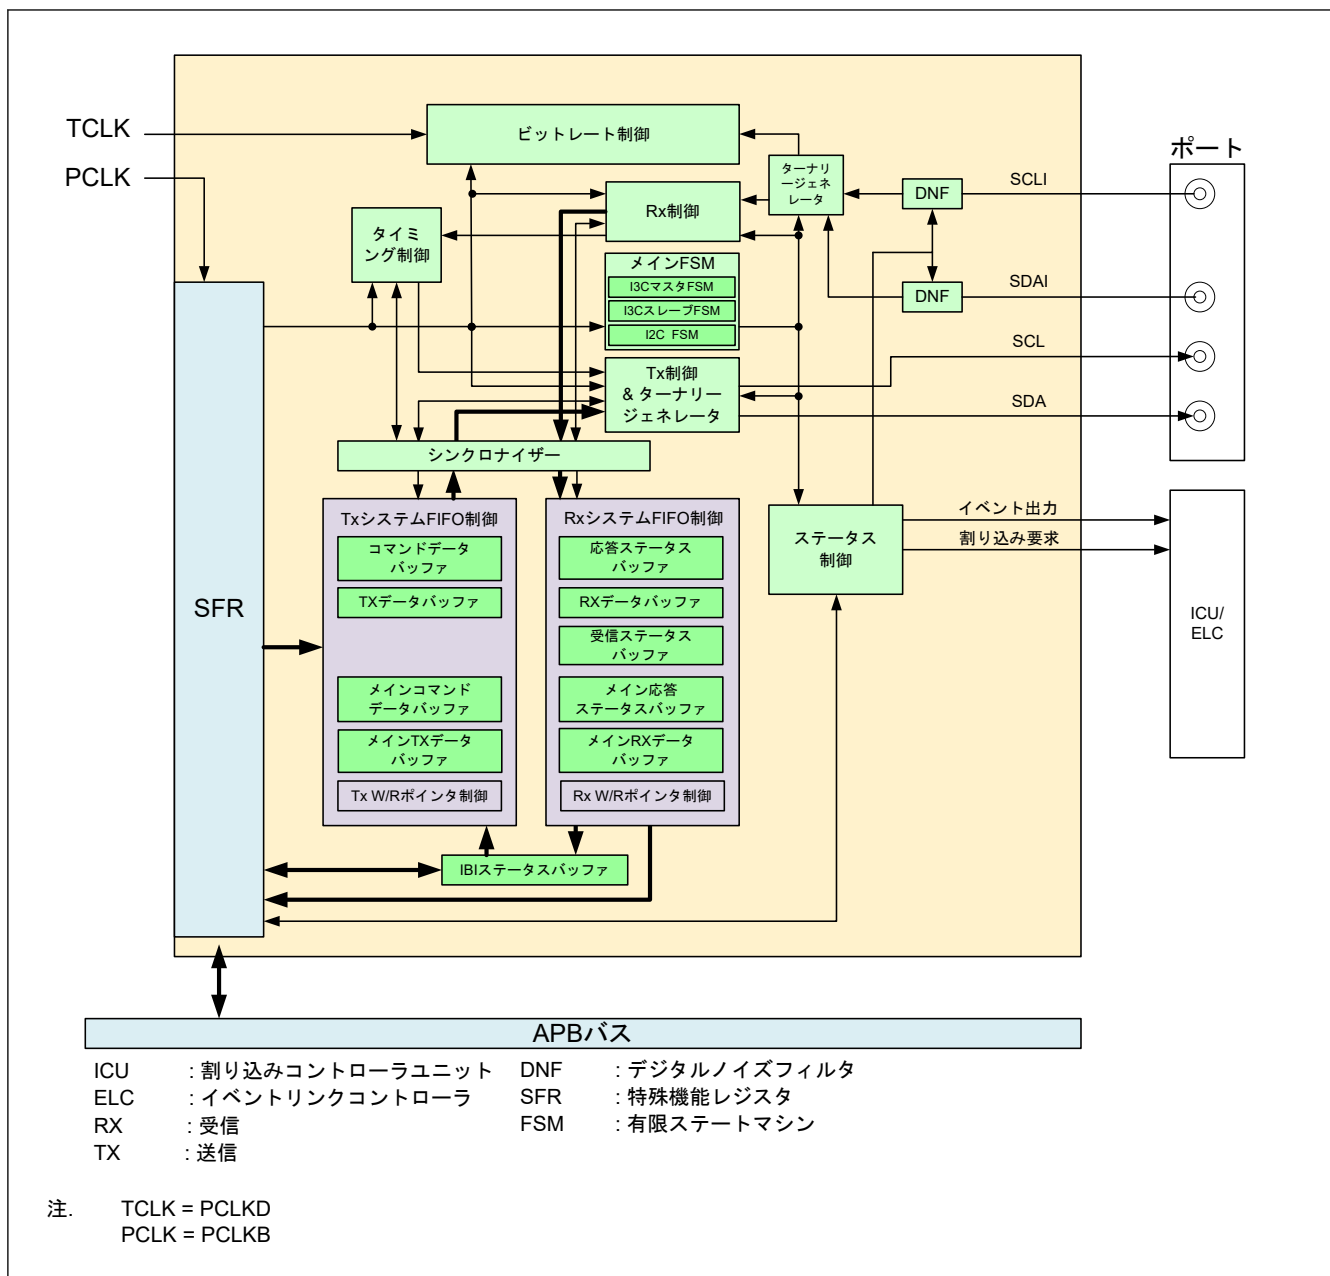 TCLK
PCLK
ビットレート制御
ターナリ
ージェネ
レータ
DNF
SCLI
ポート
Rx制御
タイミ
ング制御
メインFSM
I3CマスタFSM
I3CスレーブFSM
I2C FSM
DNF
SDAI
SCL
Tx制御
& ターナリー
ジェネレータ
SDA
シンクロナイザー
TxシステムFIFO制御
コマンドデータ
バッファ
TXデータバッファ
メインコマンド
データバッファ
メインTXデータ
バッファ
Tx W/Rポインタ制御
RxシステムFIFO制御
応答ステータス
バッファ
RXデータバッファ
受信ステータス
バッファ
メイン応答
ステータスバッファ
メインRXデータ
バッファ
Rx W/Rポインタ制御
ステータス
制御
イベント出力
割り込み要求
ICU/
ELC
SFR
IBIステータスバッファ
APBバス
ICU : 割り込みコントローラユニット
ELC : イベントリンクコントローラ
RX : 受信
TX : 送信
DNF : デジタルノイズフィルタ
SFR : 特殊機能レジスタ
FSM : 有限ステートマシン
注. TCLK = PCLKD
PCLK = PCLKB